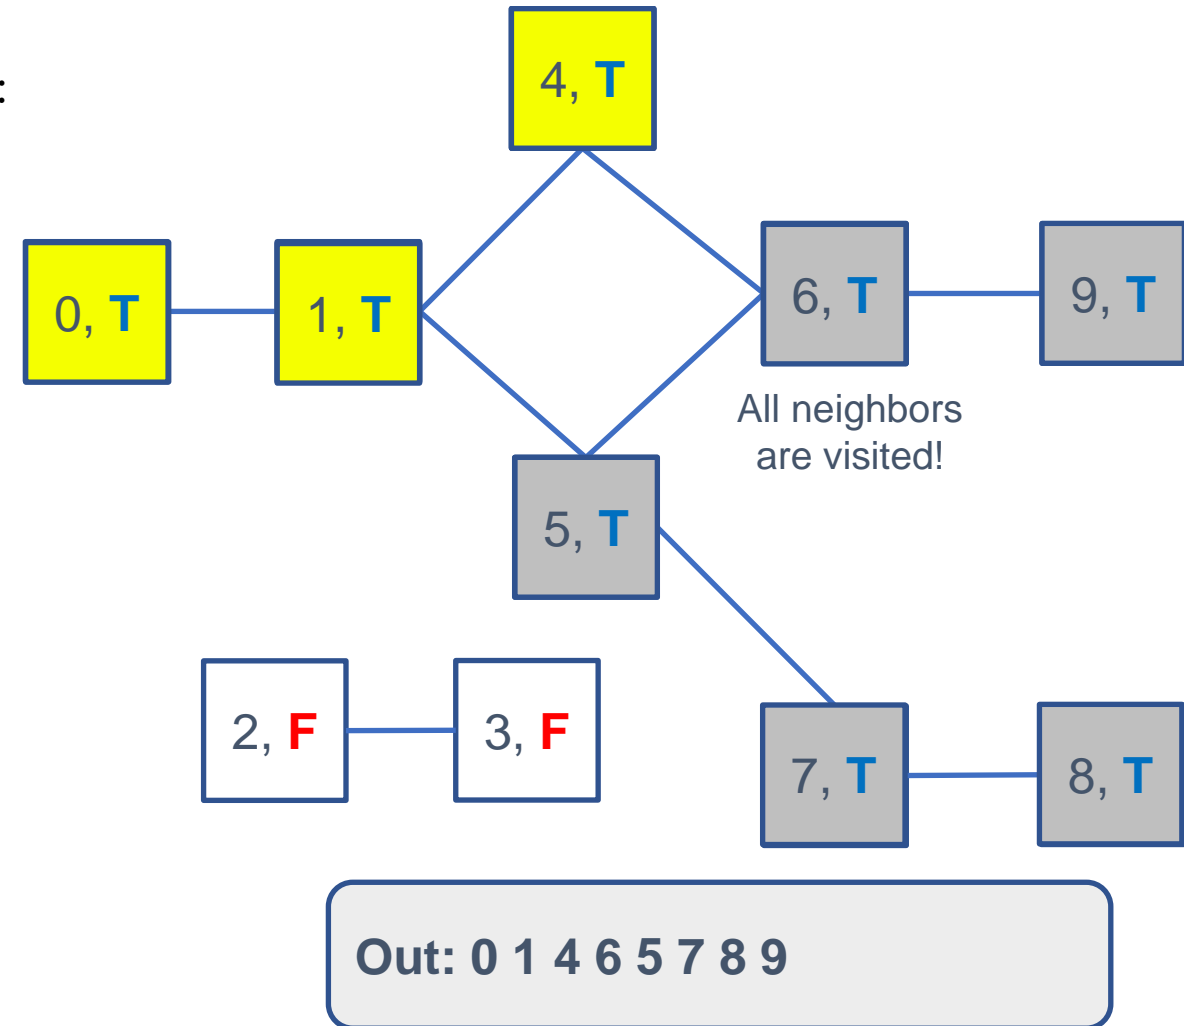 :
4, T
0, T
1, T
6, T
9, T
All neighbors
are visited!
5, T
2, F
3, F
7, T
8, T
Out: 0 1 4 6 5 7 8 9